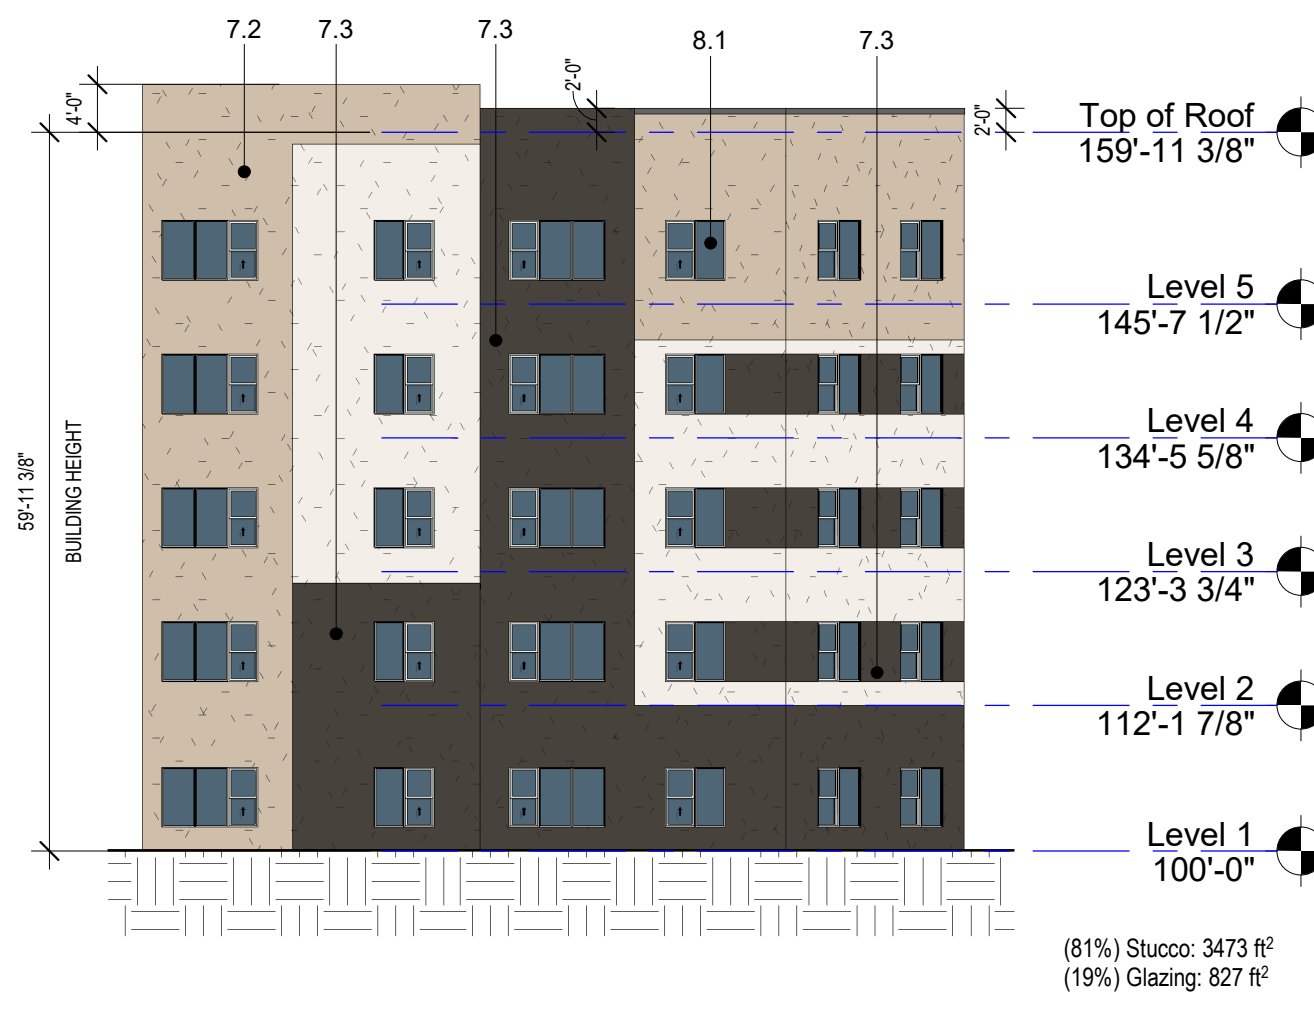 7.2
7.3
7.3
8.1
7.3
4'-0"
2'-0"
2'-0"
Top of Roof
159'-11 3/8"
Level 5
145'-7 1/2"
Level 4
134'-5 5/8"
59'-11 3/8"
BUILDING HEIGHT
Level 3
123'-3 3/4"
Level 2
112'-1 7/8"
Level 1
100'-0"
(81%) Stucco: 3473 ft²
(19%) Glazing: 827 ft²